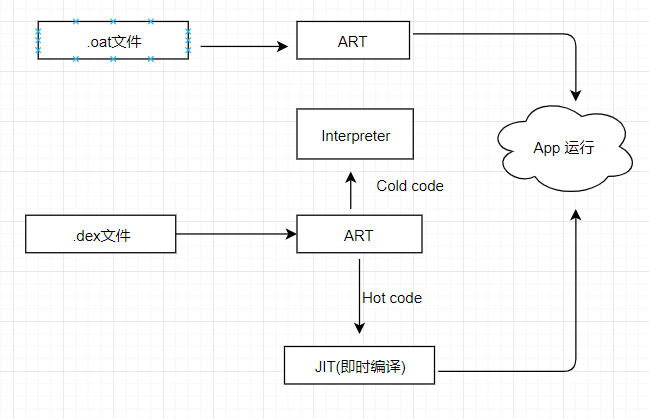 .oat文件
ART
Interpreter
App 运行
Cold code
.dex文件
ART
Hot code
JIT(即时编译)